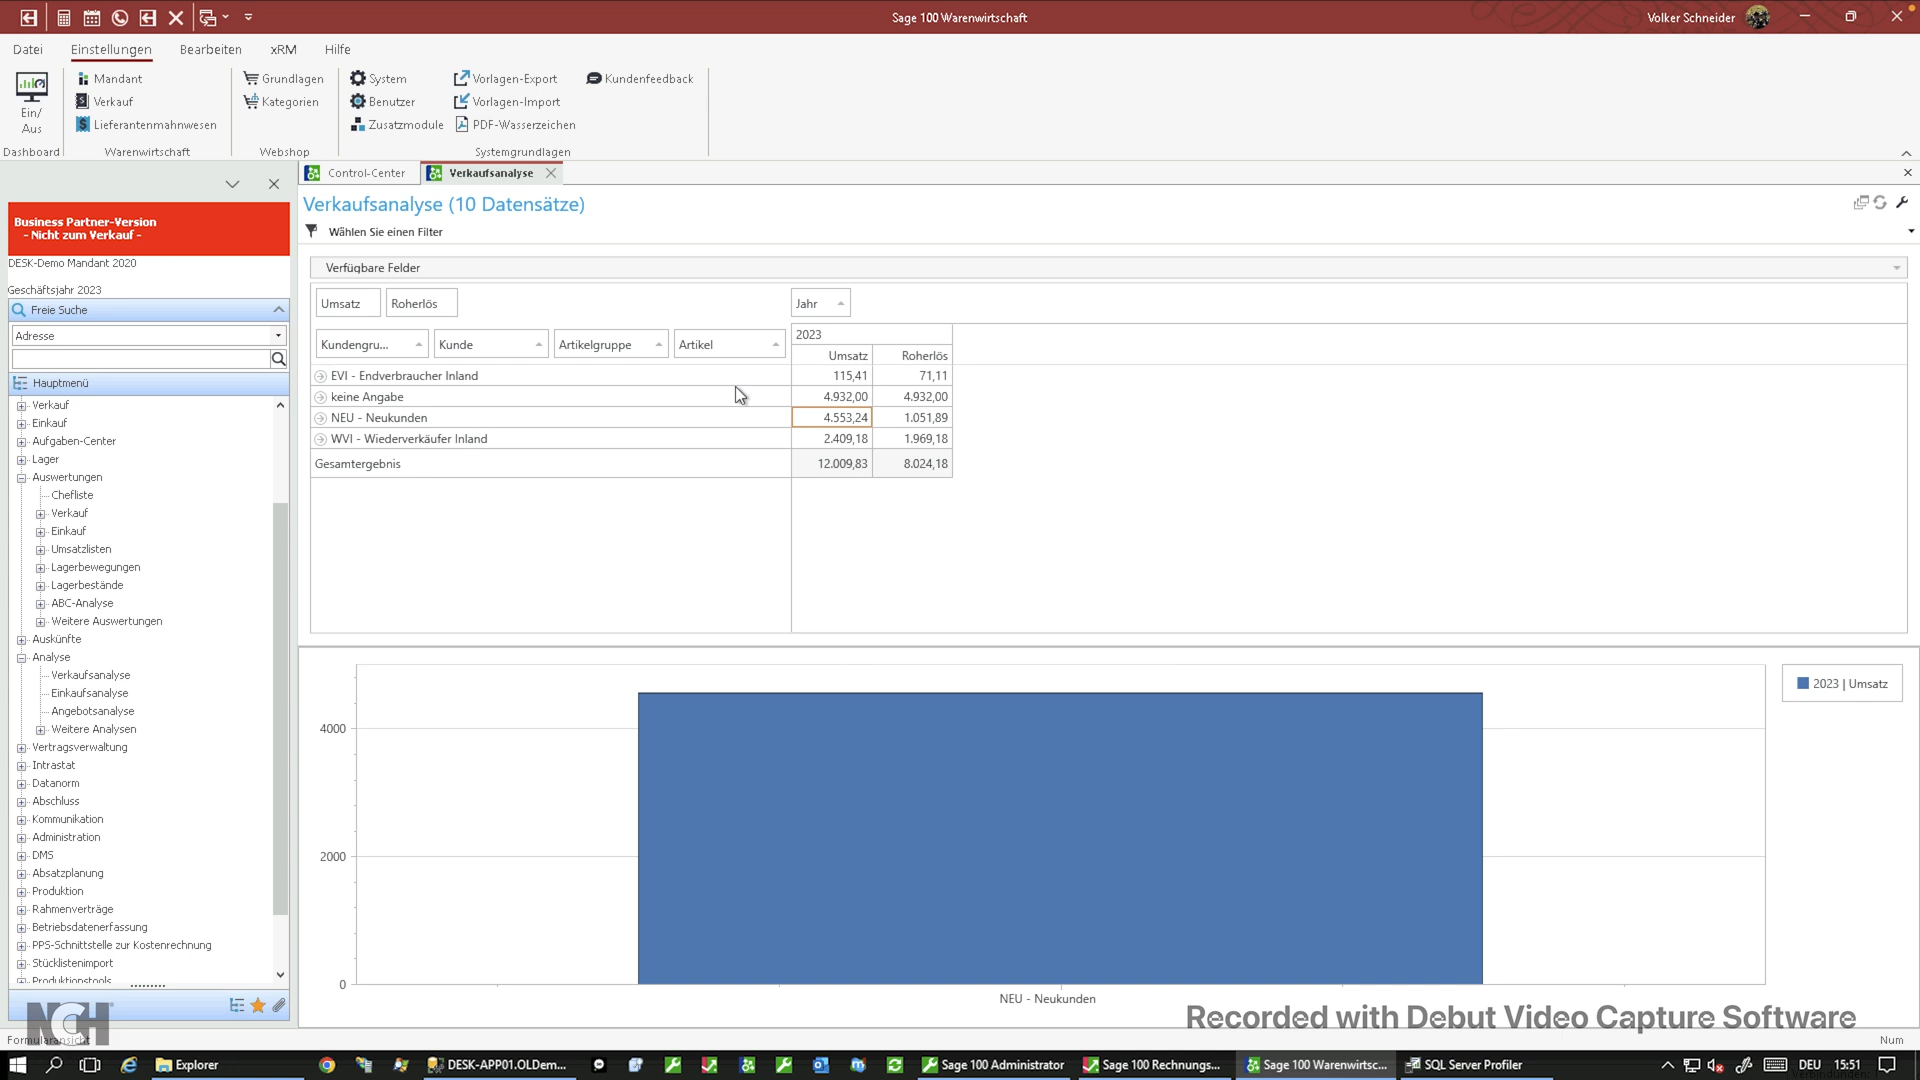 Sage 100 Warenwirtschaft
Volker Schneider
Datei
Einstellungen
Bearbeiten
xRM
Hilfe
Ein/
Aus
Dashboard
Mandant
Verkauf
Lieferantenmahnwesen
Warenwirtschaft
Grundlagen
Kategorien
Webshop
System
Benutzer
Zusatzmodule
Vorlagen-Export
Vorlagen-Import
PDF-Wasserzeichen
Kundenfeedback
Systemgrundlagen
Business Partner-Version
- Nicht zum Verkauf -
DESK-Demo Mandant 2020
Geschäftsjahr 2023
Freie Suche
Adresse
Hauptmenü
Verkauf
Einkauf
Aufgaben-Center
Lager
Auswertungen
Chefliste
Verkauf
Einkauf
Umsatzlisten
Lagerbewegungen
Lagerbestände
ABC-Analyse
Weitere Auswertungen
Auskünfte
Analyse
Verkaufsanalyse
Einkaufsanalyse
Angebotsanalyse
Weitere Analysen
Vertragsverwaltung
Intrastat
Datanorm
Abschluss
Kommunikation
Administration
DMS
Absatzplanung
Produktion
Rahmenverträge
Betriebsdatenerfassung
PPS-Schnittstelle zur Kostenrechnung
Stücklistenimport
Produktionstools
Control-Center
Verkaufsanalyse
Verkaufsanalyse (10 Datensätze)
Wählen Sie einen Filter
Verfügbare Felder
Umsatz Roherlös Jahr
Kundengru... Kunde Artikelgruppe Artikel 2023
Umsatz Roherlös
EVI - Endverbraucher Inland 115,41 71,11
keine Angabe 4.932,00 4.932,00
NEU - Neukunden 4.553,24 1.051,89
WVI - Wiederverkäufer Inland 2.409,18 1.969,18
Gesamtergebnis 12.009,83 8.024,18
2023 | Umsatz
4000
2000
0
NEU - Neukunden
NCH
Recorded with Debut Video Capture Software
Formularansicht
Num
Explorer
DESK-APP01.OLDem...
Sage 100 Administrator
Sage 100 Rechnungs...
Sage 100 Warenwirtsc...
SQL Server Profiler
DEU
15:51